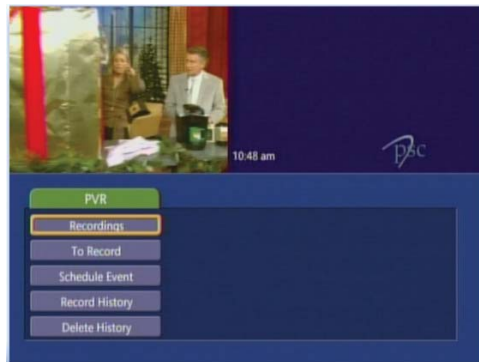 10:48 am
psc
PVR
Recordings
To Record
Schedule Event
Record History
Delete History